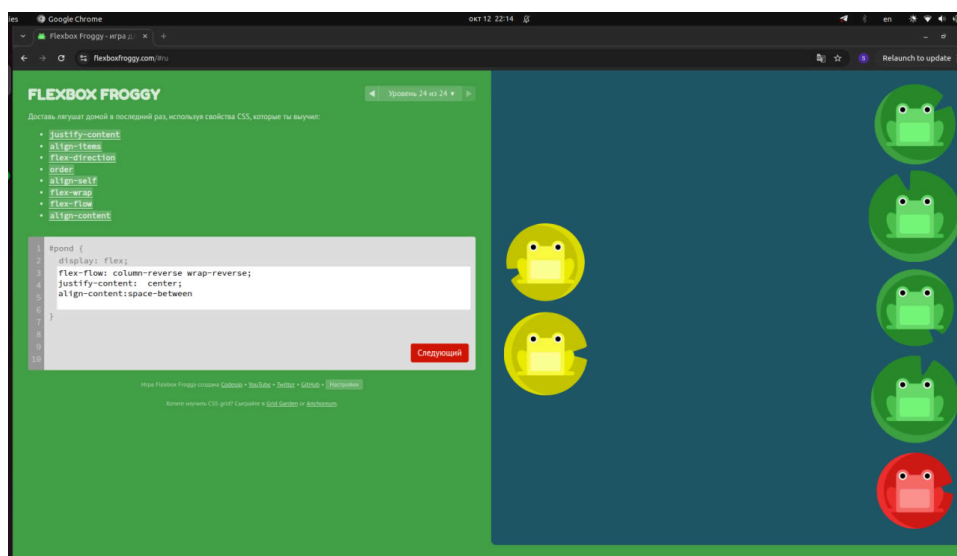 ies Google Chrome окт 12 22:14 en
Flexbox Froggy - игра д
flexboxfroggy.com/#ru S Relaunch to update
FLEXBOX FROGGY
Уровень 24 из 24
Доставь лягушат домой в последний раз, используя свойства CSS, которые ты выучил:
justify-content
align-items
flex-direction
order
align-self
flex-wrap
flex-flow
align-content
1 #pond {
2 display: flex;
3 flex-flow: column-reverse wrap-reverse;
4 justify-content: center;
5 align-content:space-between
6
7 }
8
9
10
Следующий
Игра Flexbox Froggy создана Codepip • YouTube • Twitter • GitHub • Настройки
Хотите изучить CSS grid? Сыграйте в Grid Garden or Anchoreum.